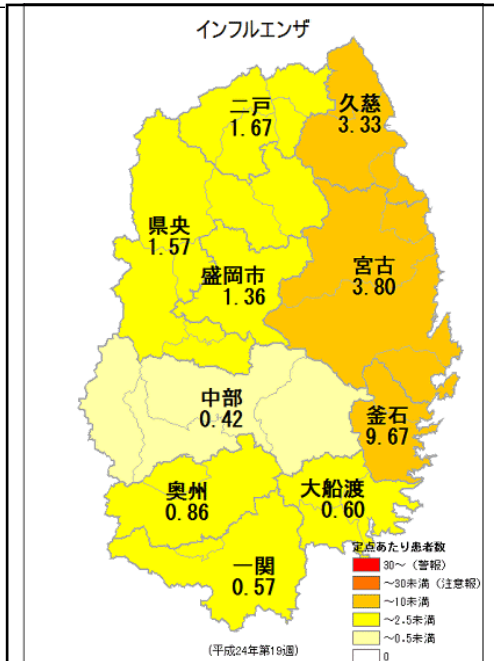 インフルエンザ
二戸
1.67
久慈
3.33
県央
1.57
盛岡市
1.36
宮古
3.80
中部
0.42
釜石
9.67
奥州
0.86
大船渡
0.60
一関
0.57
定点あたり患者数
30～（警報）
～30未満（注意報）
～10未満
～2.5未満
～0.5未満
0
(平成24年第19週)